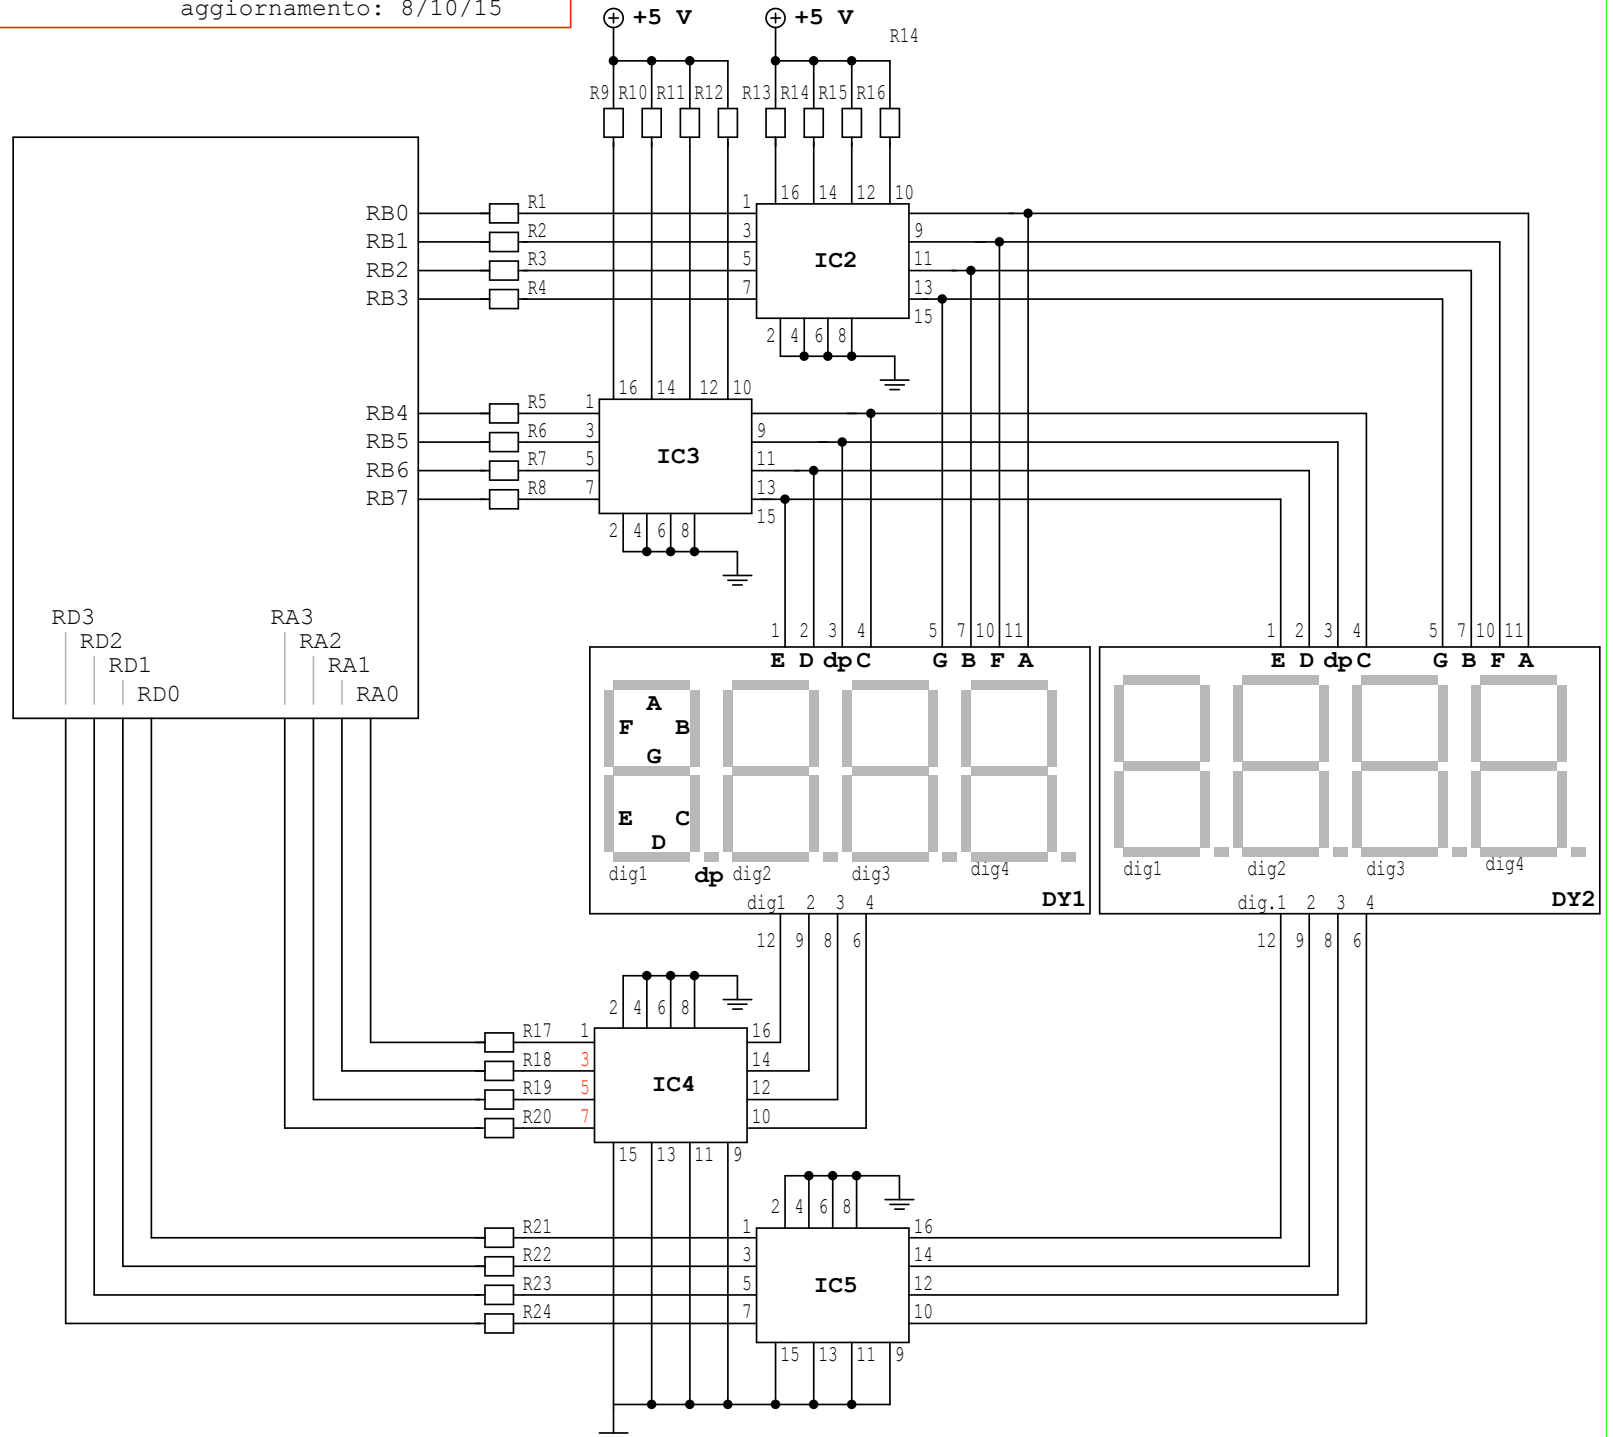 aggiornamento: 8/10/15
+5 V +5 V
R14
R9 R10 R11 R12 R13 R14 R15 R16
16 14 12 10
RB0 R1 1
RB1 R2 3 9
RB2 R3 5 IC2 11
RB3 R4 7 13
15
2 4 6 8
16 14 12 10
RB4 R5 1
RB5 R6 3 9
RB6 R7 5 IC3 11
RB7 R8 7 13
15
2 4 6 8
RD3 RA3
RD2 RA2
RD1 RA1
RD0 RA0
1 2 3 4 5 7 10 11 1 2 3 4 5 7 10 11
E D dp C G B F A E D dp C G B F A
A
F B
G
E C
D
dig1 dp dig2 dig3 dig4 dig1 dig2 dig3 dig4
dig1 2 3 4 DY1 dig.1 2 3 4 DY2
12 9 8 6 12 9 8 6
2 4 6 8
R17 1 16
R18 3 14
R19 5 IC4 12
R20 7 10
15 13 11 9
2 4 6 8
R21 1 16
R22 3 14
R23 5 IC5 12
R24 7 10
15 13 11 9